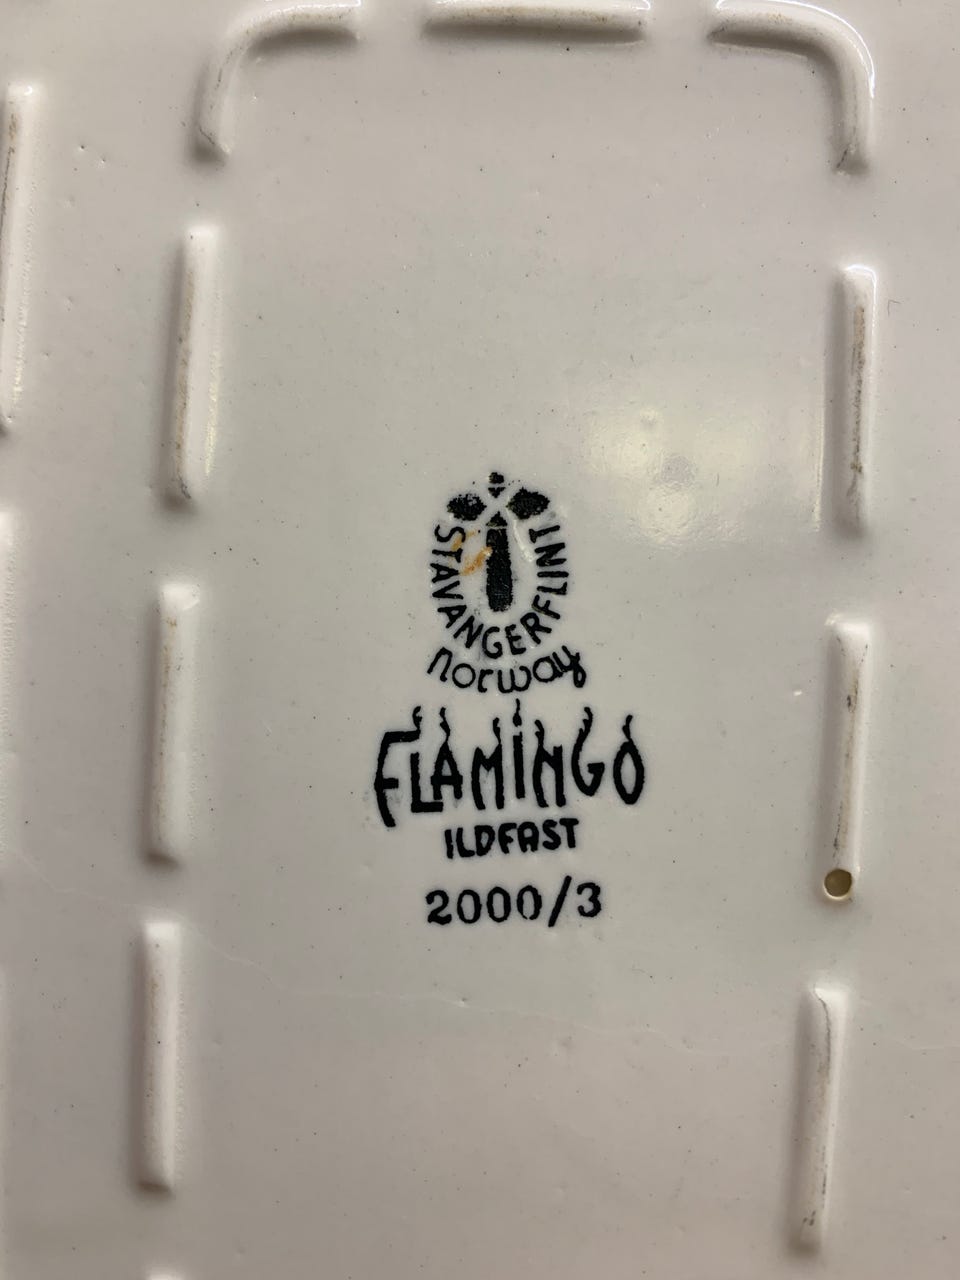 STAVANGERFLINT
norway
FLAMiNGO
ILDFAST
2000/3